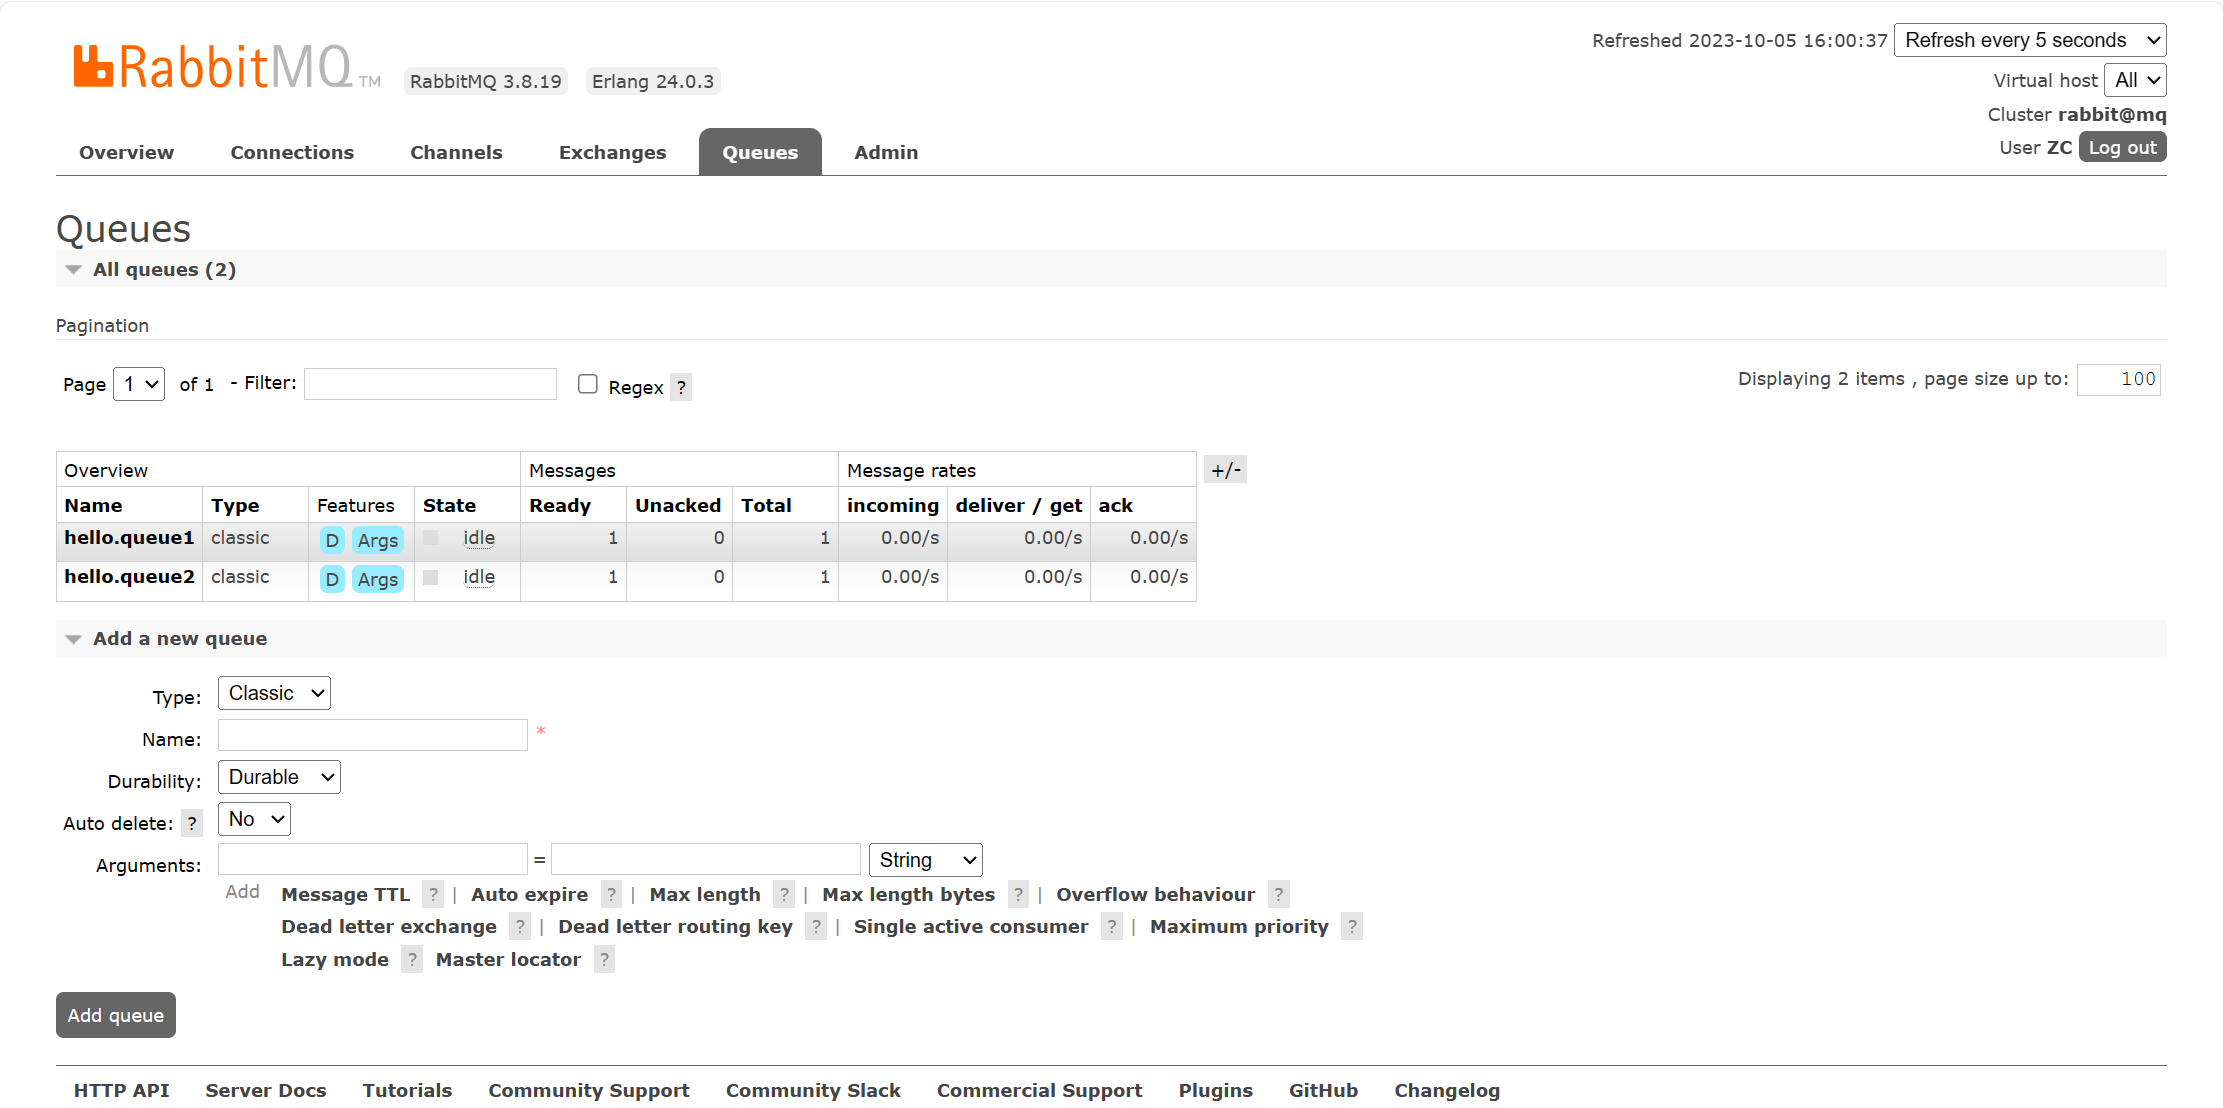 Refreshed 2023-10-05 16:00:37 Refresh every 5 seconds
RabbitMQ TM RabbitMQ 3.8.19 Erlang 24.0.3
Virtual host All
Cluster rabbit@mq
User ZC Log out
Overview Connections Channels Exchanges Queues Admin
Queues
All queues (2)
Pagination
Page 1 of 1 - Filter: Regex ? Displaying 2 items , page size up to: 100
Overview Messages Message rates +/-
Name Type Features State Ready Unacked Total incoming deliver / get ack
hello.queue1 classic D Args idle 1 0 1 0.00/s 0.00/s 0.00/s
hello.queue2 classic D Args idle 1 0 1 0.00/s 0.00/s 0.00/s
Add a new queue
Type: Classic
Name: *
Durability: Durable
Auto delete: ? No
Arguments: = String
Add Message TTL ? | Auto expire ? | Max length ? | Max length bytes ? | Overflow behaviour ?
Dead letter exchange ? | Dead letter routing key ? | Single active consumer ? | Maximum priority ?
Lazy mode ? Master locator ?
Add queue
HTTP API Server Docs Tutorials Community Support Community Slack Commercial Support Plugins GitHub Changelog